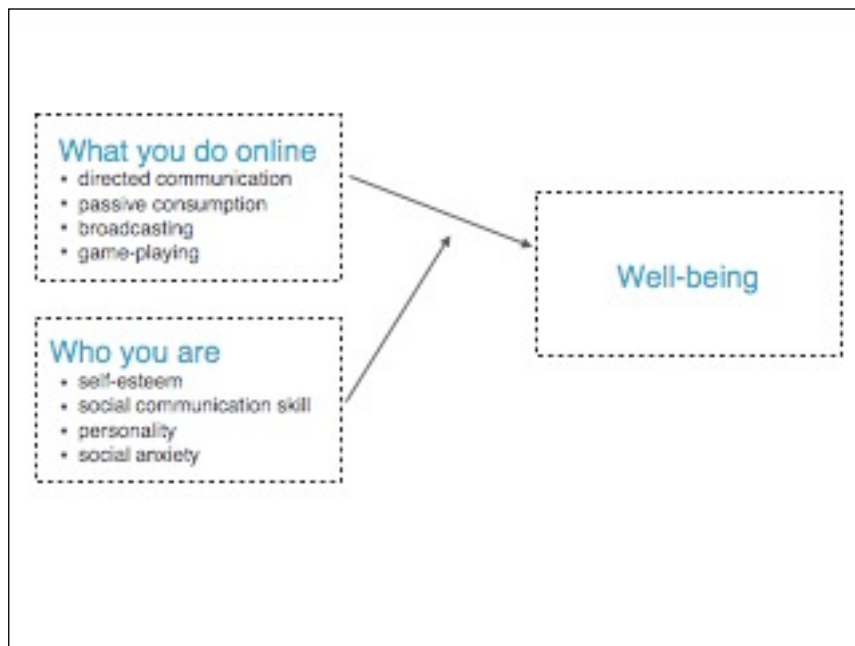 What you do online
• directed communication
• passive consumption
• broadcasting
• game-playing
Who you are
• self-esteem
• social communication skill
• personality
• social anxiety
Well-being